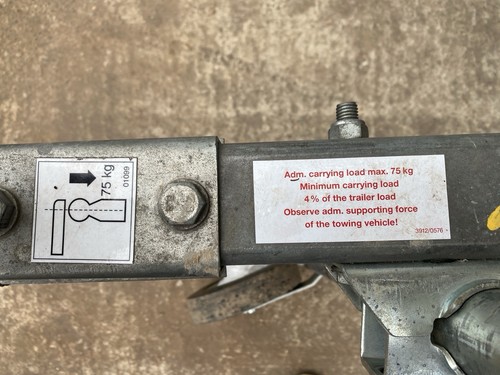 75 kg
01099
Adm. carrying load max. 75 kg
Minimum carrying load
4% of the trailer load
Observe adm. supporting force
of the towing vehicle!
3912/0576